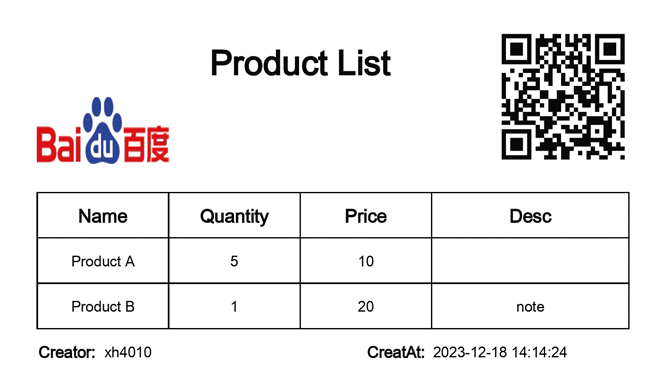 Product List
Bai du 百度
Name Quantity Price Desc
Product A 5 10
Product B 1 20 note
Creator: xh4010 CreatAt: 2023-12-18 14:14:24